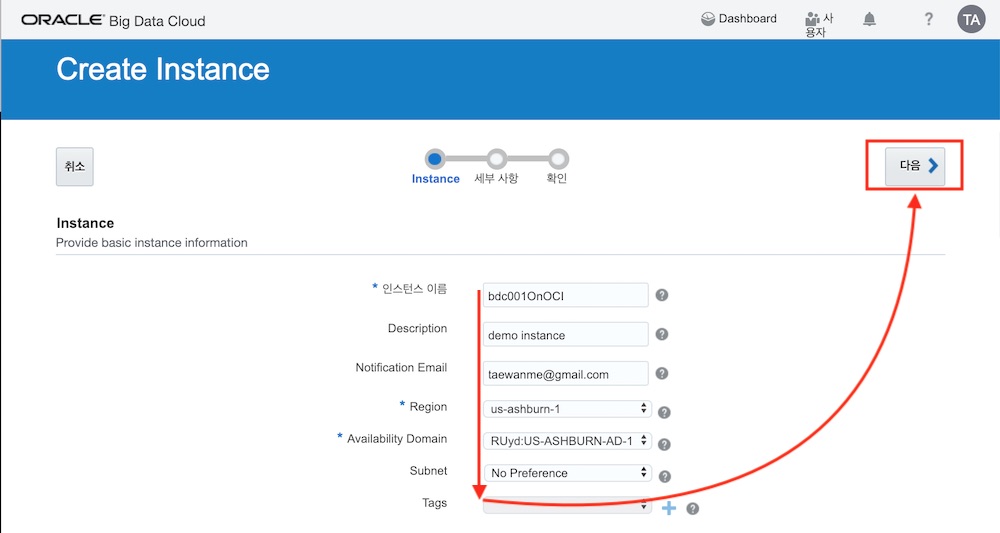 ORACLE Big Data Cloud
Dashboard
사
용자
?
TA
Create Instance
취소
다음
Instance
세부 사항
확인
Instance
Provide basic instance information
* 인스턴스 이름
bdc001OnOCI
?
Description
demo instance
?
Notification Email
taewanme@gmail.com
?
* Region
us-ashburn-1
?
* Availability Domain
RUyd:US-ASHBURN-AD-1
?
Subnet
No Preference
?
Tags
?